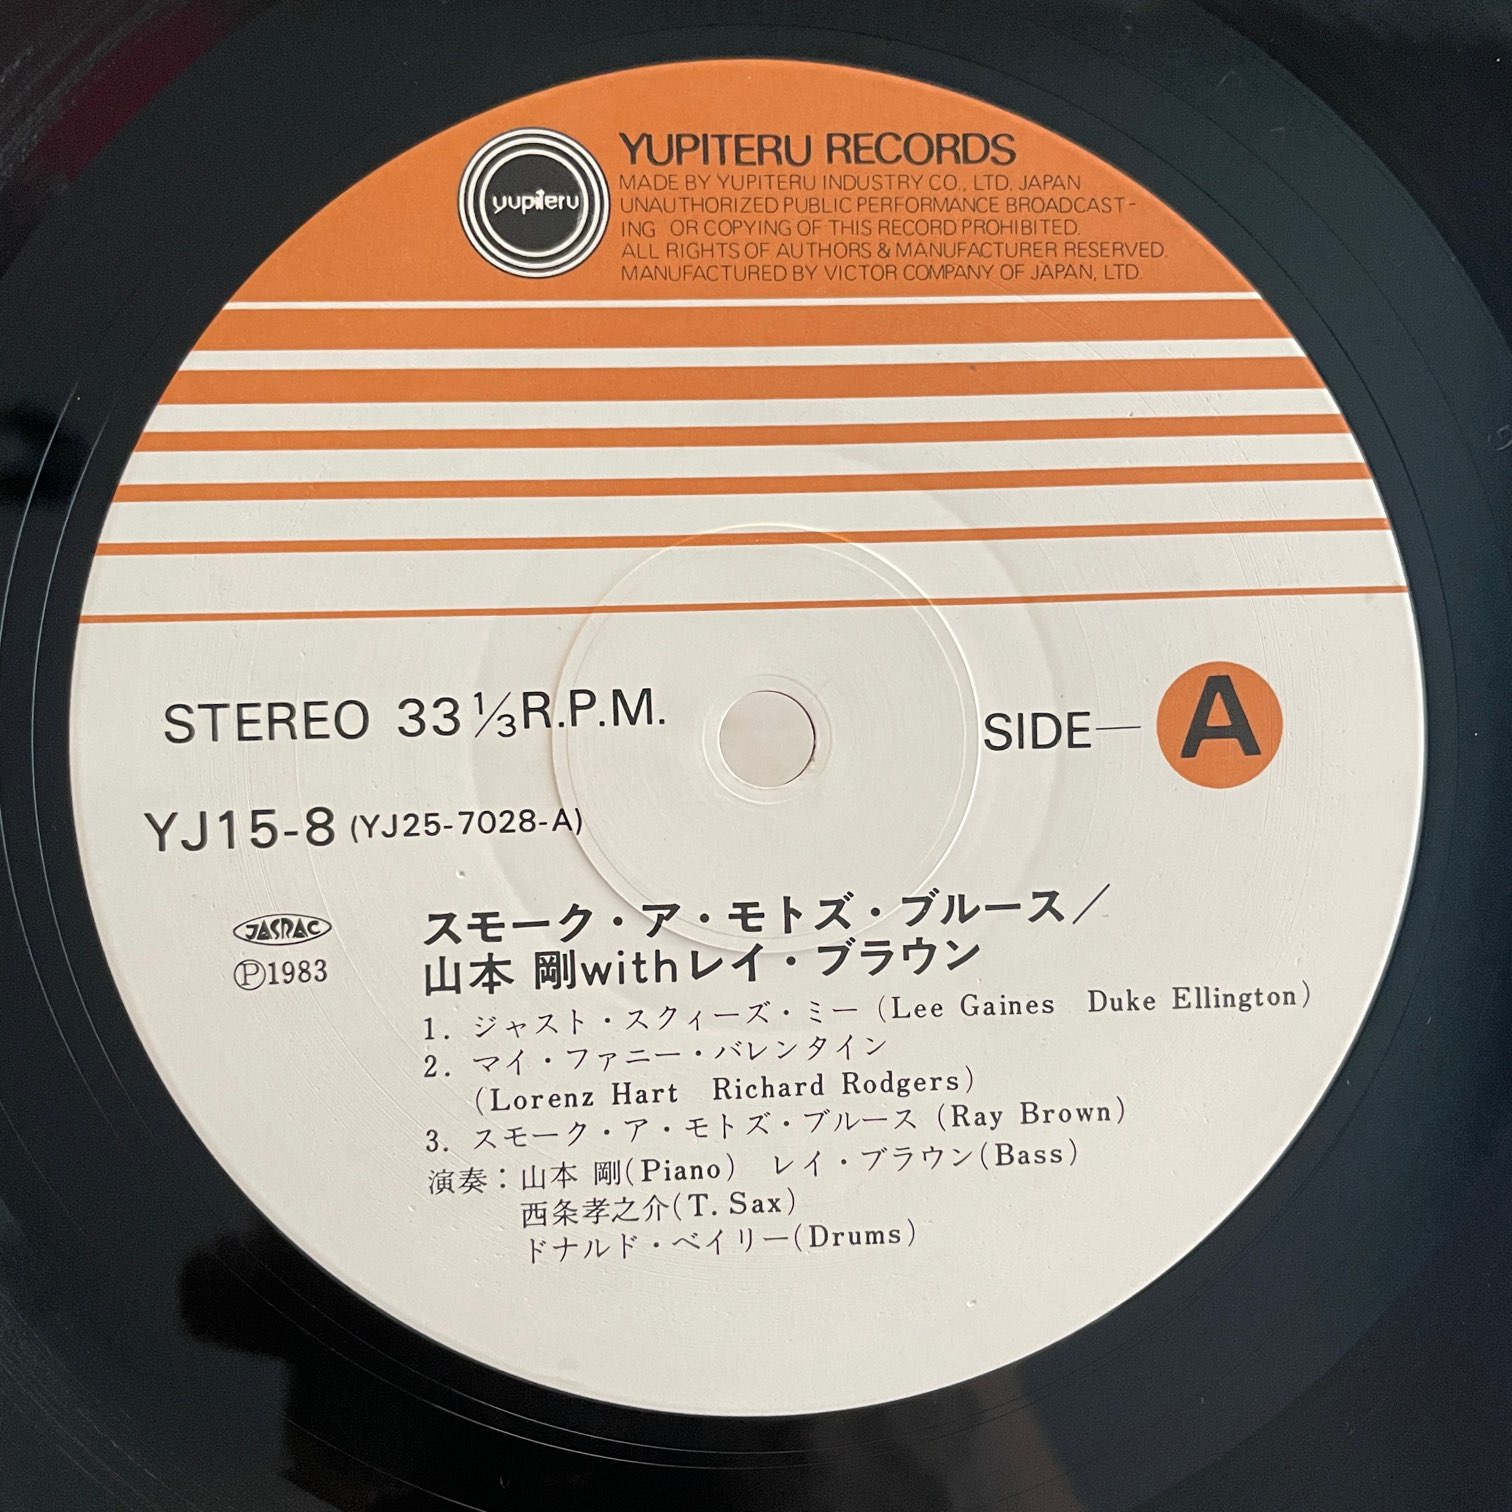 yupiteru
YUPITERU RECORDS
MADE BY YUPITERU INDUSTRY CO., LTD. JAPAN
UNAUTHORIZED PUBLIC PERFORMANCE BROADCAST-
ING OR COPYING OF THIS RECORD PROHIBITED.
ALL RIGHTS OF AUTHORS & MANUFACTURER RESERVED.
MANUFACTURED BY VICTOR COMPANY OF JAPAN, LTD.
STEREO 33 1/3 R.P.M.
SIDE— A
YJ15-8 (YJ25-7028-A)
JASRAC
Ⓟ1983
スモーク・ア・モトズ・ブルース／
山本 剛withレイ・ブラウン
1. ジャスト・スクィーズ・ミー (Lee Gaines Duke Ellington)
2. マイ・ファニー・バレンタイン
(Lorenz Hart Richard Rodgers)
3. スモーク・ア・モトズ・ブルース (Ray Brown)
演奏：山本 剛(Piano) レイ・ブラウン(Bass)
西条孝之介(T. Sax)
ドナルド・ベイリー(Drums)